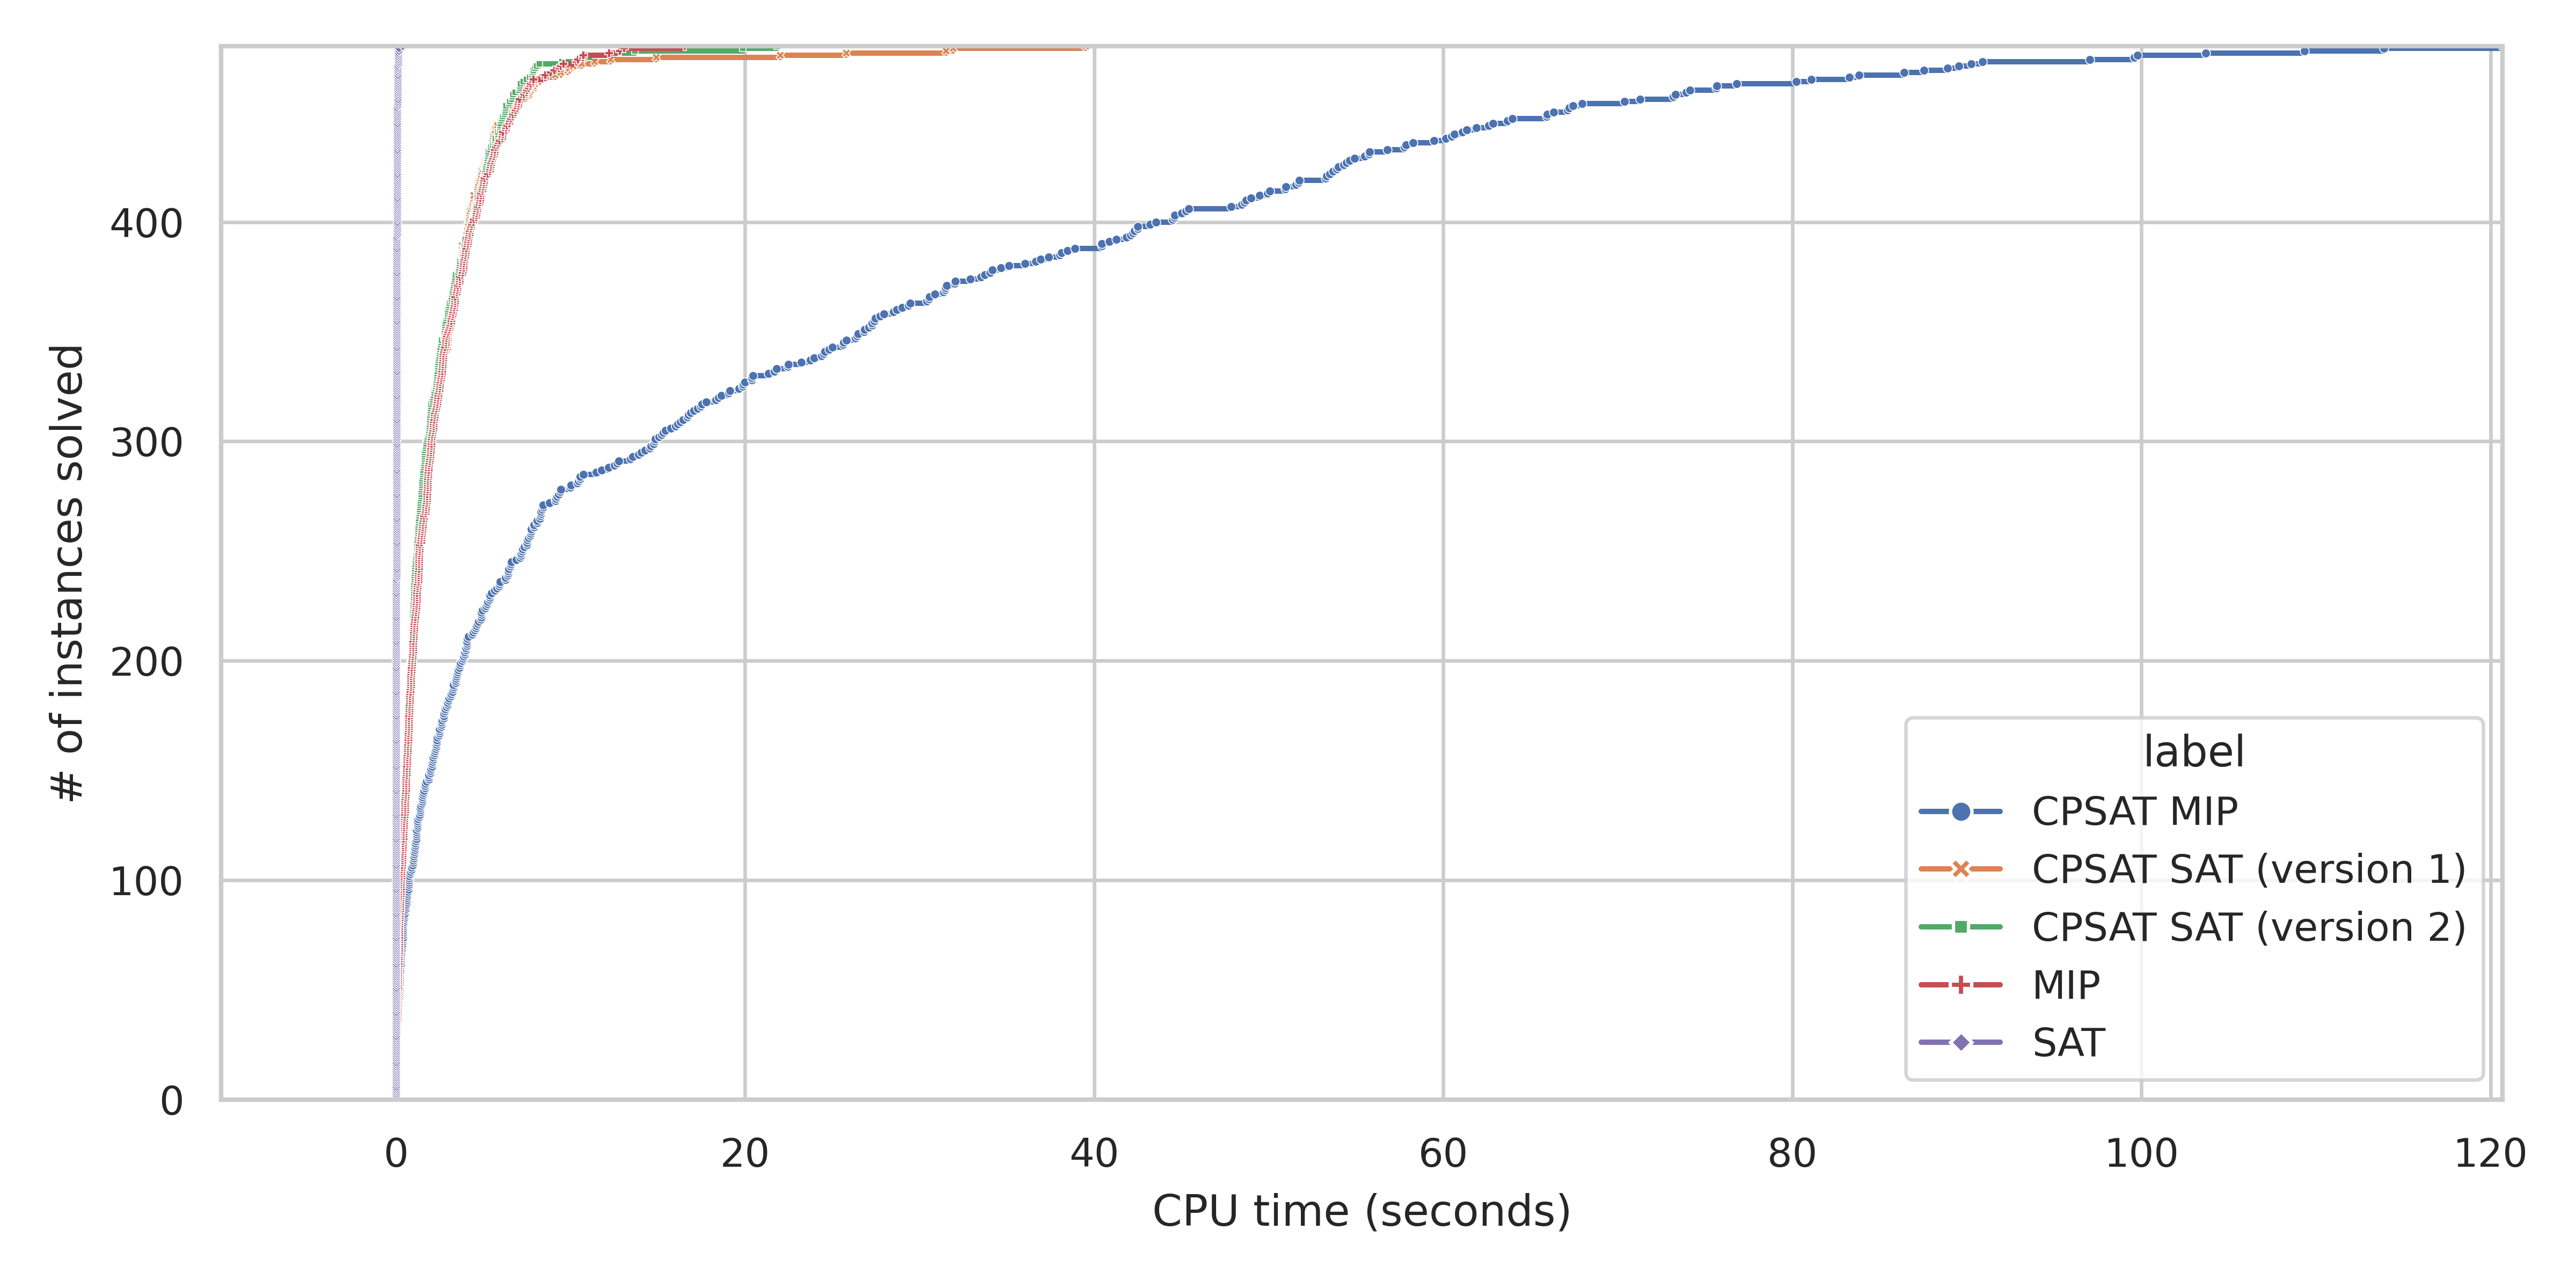 # of instances solved
400
300
200
100
0
0 20 40 60 80 100 120
CPU time (seconds)
label
CPSAT MIP
CPSAT SAT (version 1)
CPSAT SAT (version 2)
MIP
SAT